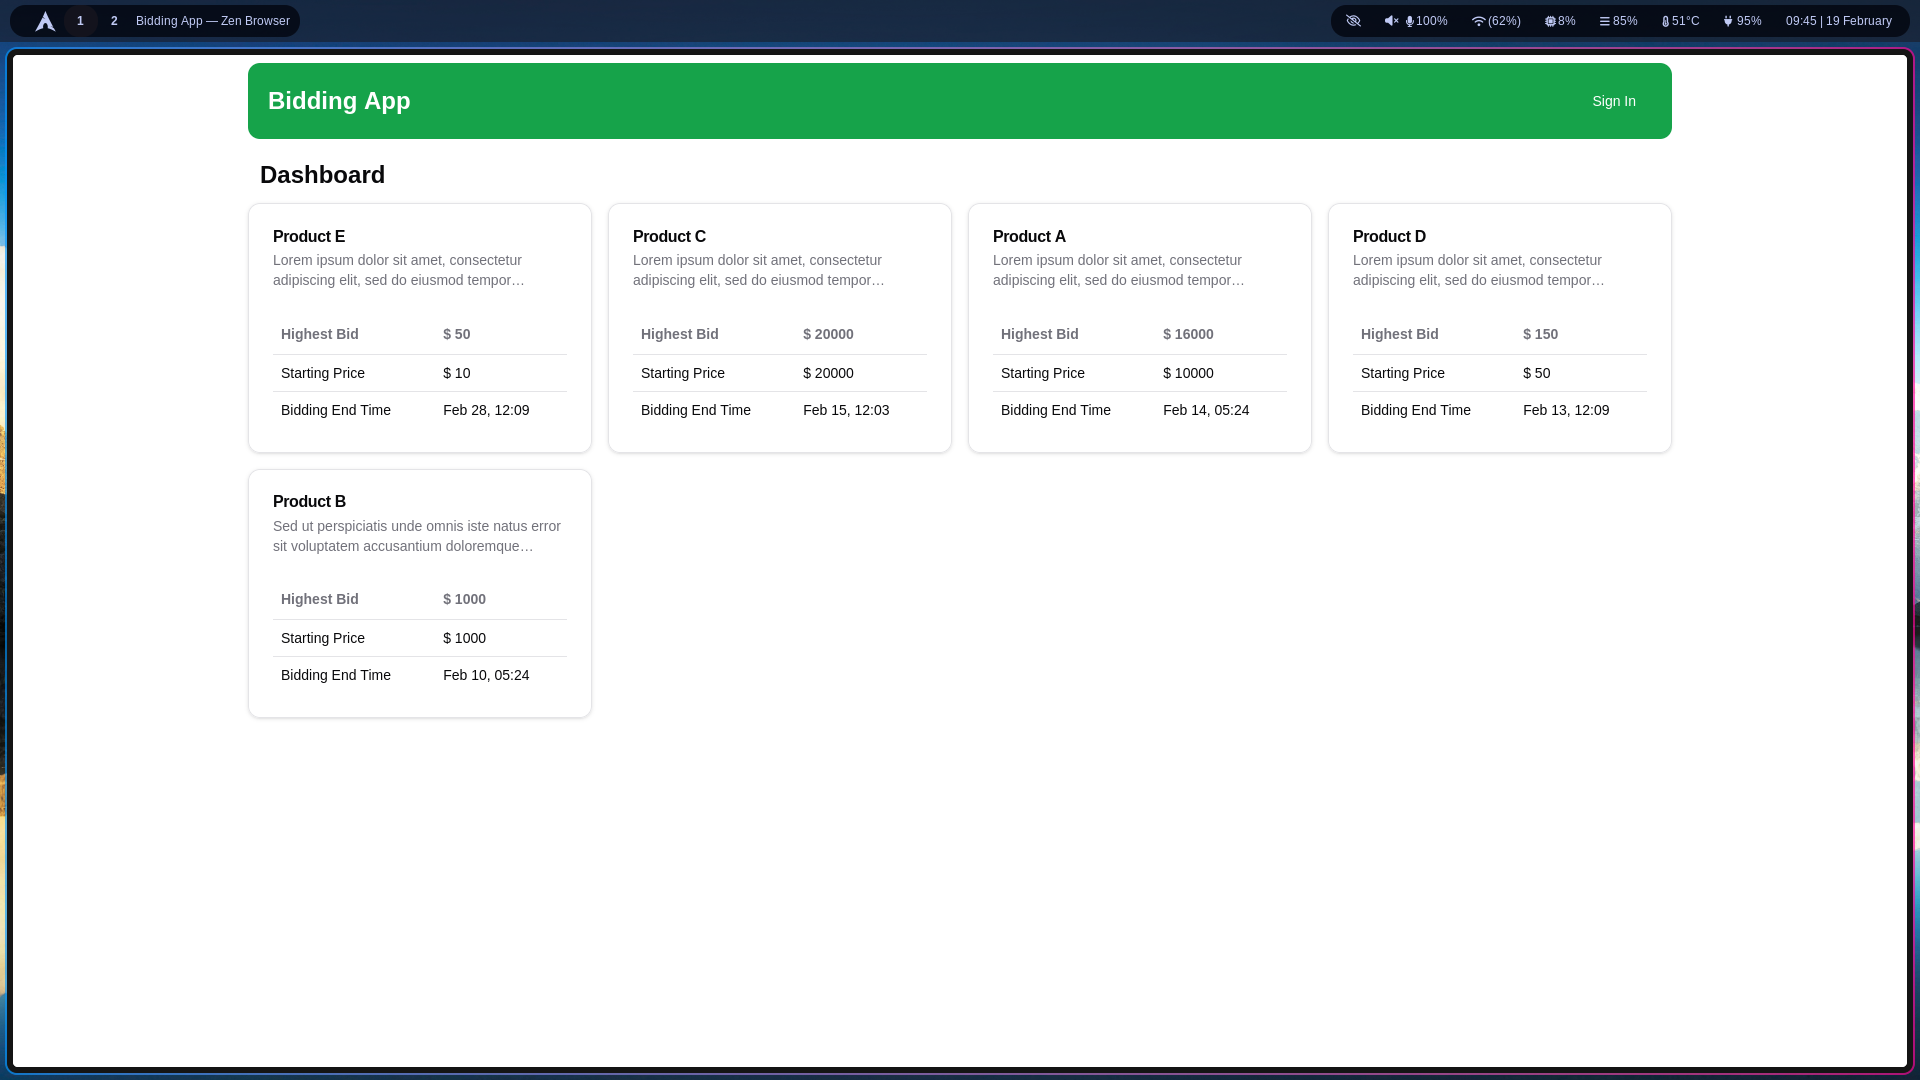 1 2 Bidding App — Zen Browser 100% (62%) 8% 85% 51°C 95% 09:45 | 19 February
Bidding App Sign In
Dashboard
Product E
Lorem ipsum dolor sit amet, consectetur
adipiscing elit, sed do eiusmod tempor…
Highest Bid $ 50
Starting Price $ 10
Bidding End Time Feb 28, 12:09
Product C
Lorem ipsum dolor sit amet, consectetur
adipiscing elit, sed do eiusmod tempor…
Highest Bid $ 20000
Starting Price $ 20000
Bidding End Time Feb 15, 12:03
Product A
Lorem ipsum dolor sit amet, consectetur
adipiscing elit, sed do eiusmod tempor…
Highest Bid $ 16000
Starting Price $ 10000
Bidding End Time Feb 14, 05:24
Product D
Lorem ipsum dolor sit amet, consectetur
adipiscing elit, sed do eiusmod tempor…
Highest Bid $ 150
Starting Price $ 50
Bidding End Time Feb 13, 12:09
Product B
Sed ut perspiciatis unde omnis iste natus error
sit voluptatem accusantium doloremque…
Highest Bid $ 1000
Starting Price $ 1000
Bidding End Time Feb 10, 05:24